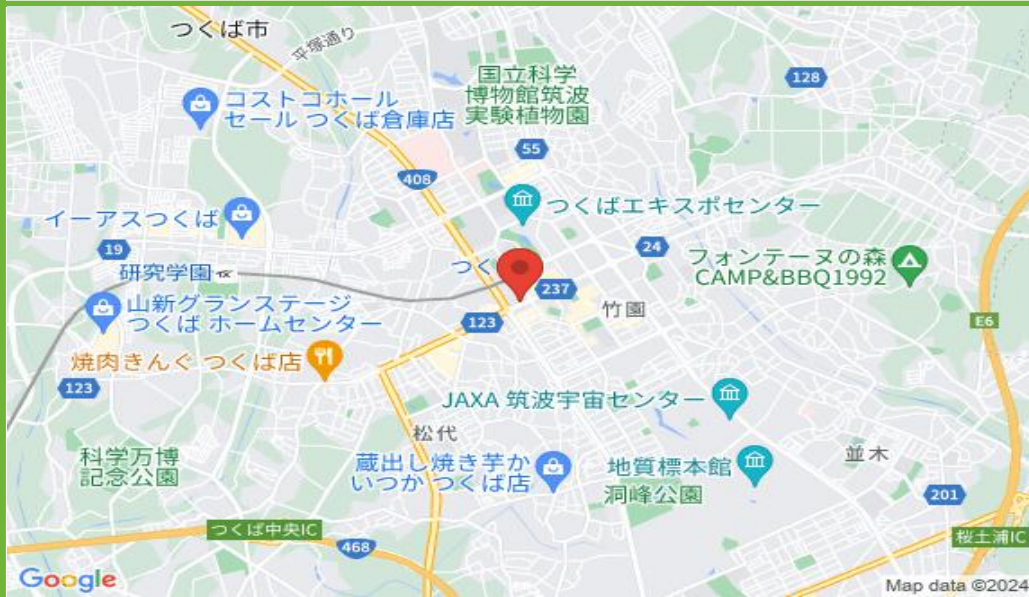 つくば市
平塚通り
国立科学
博物館筑波
実験植物園
128
コストコホール
セール つくば倉庫店
55
408
つくばエキスポセンター
イーアスつくば
19
24
研究学園
つく
フォンテーヌの森
CAMP&BBQ1992
237
山新グランステージ
つくば ホームセンター
竹園
123
E6
焼肉きんぐ つくば店
123
JAXA 筑波宇宙センター
松代
科学万博
記念公園
蔵出し焼き芋か
いつか つくば店
地質標本館
洞峰公園
並木
201
つくば中央IC
468
桜土浦IC
Google
Map data ©2024